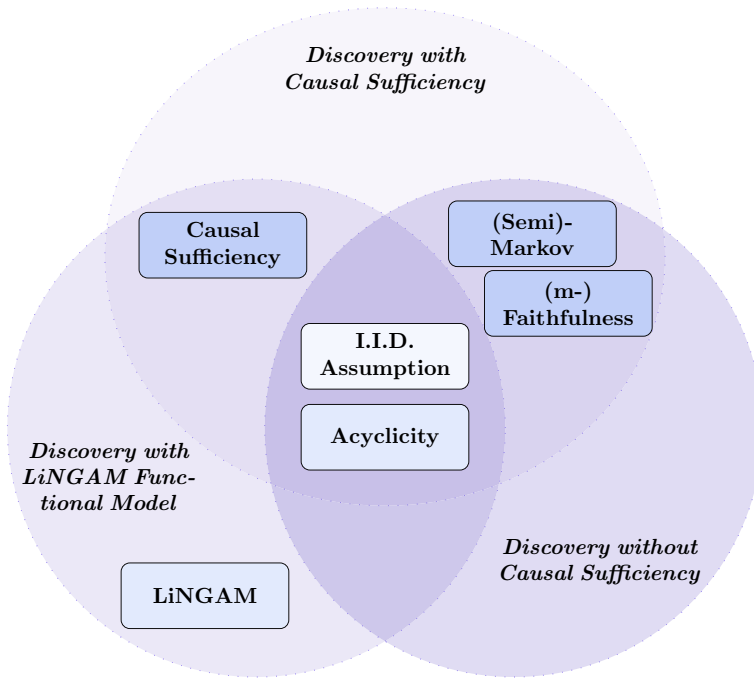 Discovery with
Causal Sufficiency
Causal
Sufficiency
(Semi)-
Markov
(m-)
Faithfulness
I.I.D.
Assumption
Acyclicity
Discovery with
LiNGAM Func-
tional Model
Discovery without
Causal Sufficiency
LiNGAM